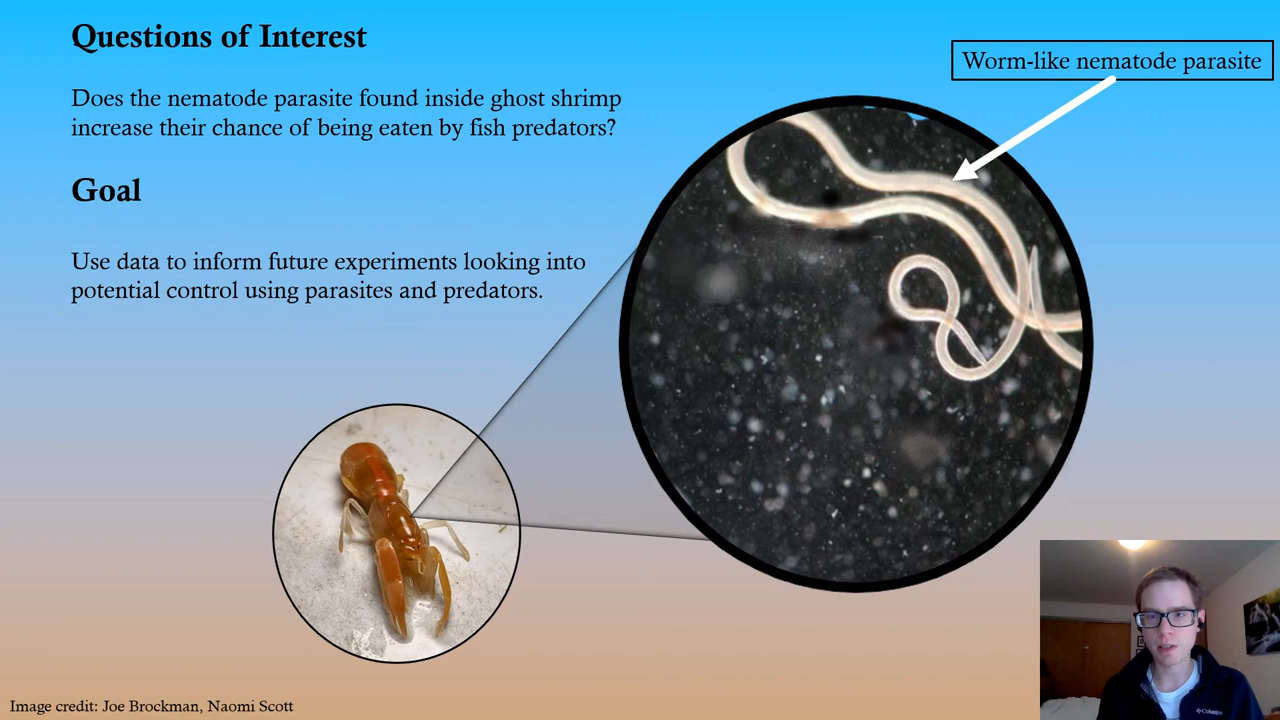 Questions of Interest
Does the nematode parasite found inside ghost shrimp
increase their chance of being eaten by fish predators?
Goal
Use data to inform future experiments looking into
potential control using parasites and predators.
Worm-like nematode parasite
Columbia
Image credit: Joe Brockman, Naomi Scott